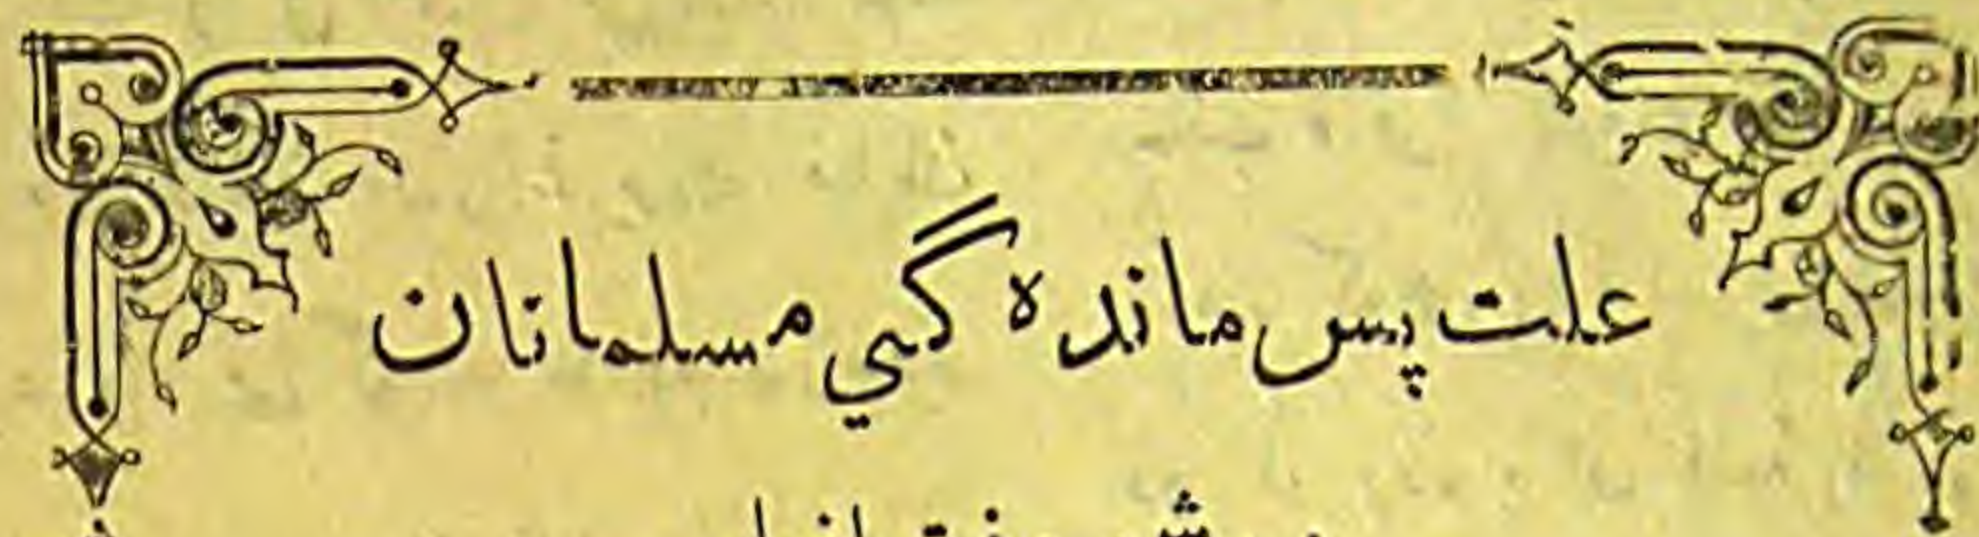 علت پس مانده گي مسلمانان